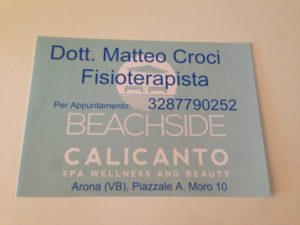 Dott. Matteo Croci
Fisioterapista
Per Appuntamento: 3287790252
BEACHSIDE
CALICANTO
SPA WELLNESS AND BEAUTY
Arona (VB), Piazzale A. Moro 10